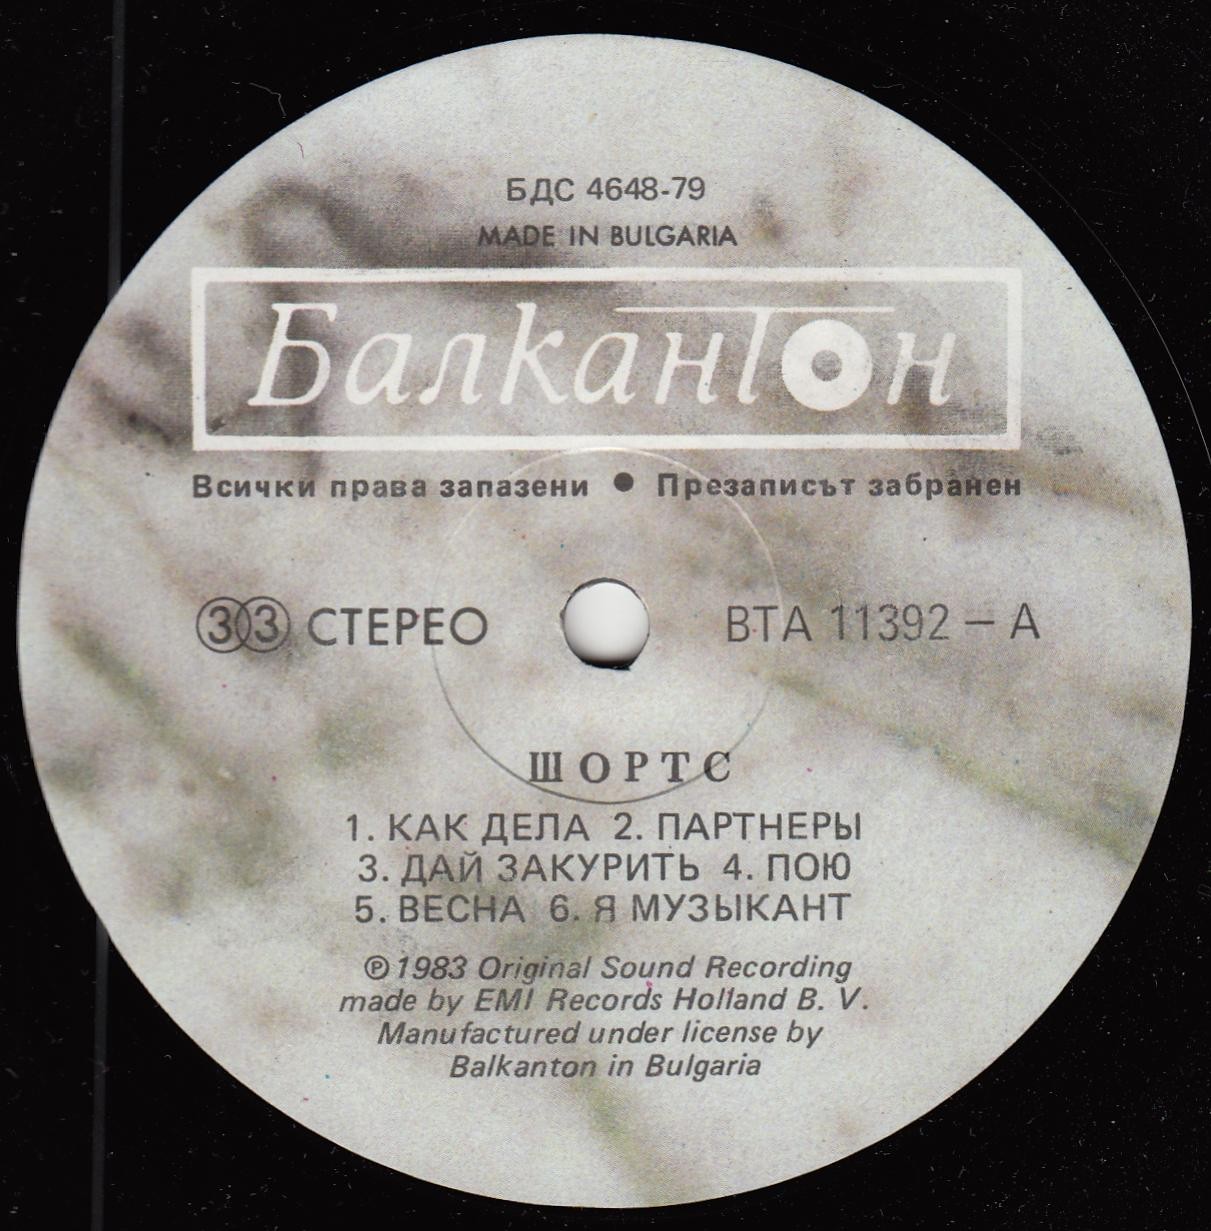 БДС 4648-79
MADE IN BULGARIA
Балкантон
Всички права запазени ● Презаписът забранен
33 СТЕРЕО ВТА 11392 – А
ШОРТС
1. КАК ДЕЛА 2. ПАРТНЕРЫ
3. ДАЙ ЗАКУРИТЬ 4. ПОЮ
5. ВЕСНА 6. Я МУЗЫКАНТ
℗ 1983 Original Sound Recording
made by EMI Records Holland B. V.
Manufactured under license by
Balkanton in Bulgaria